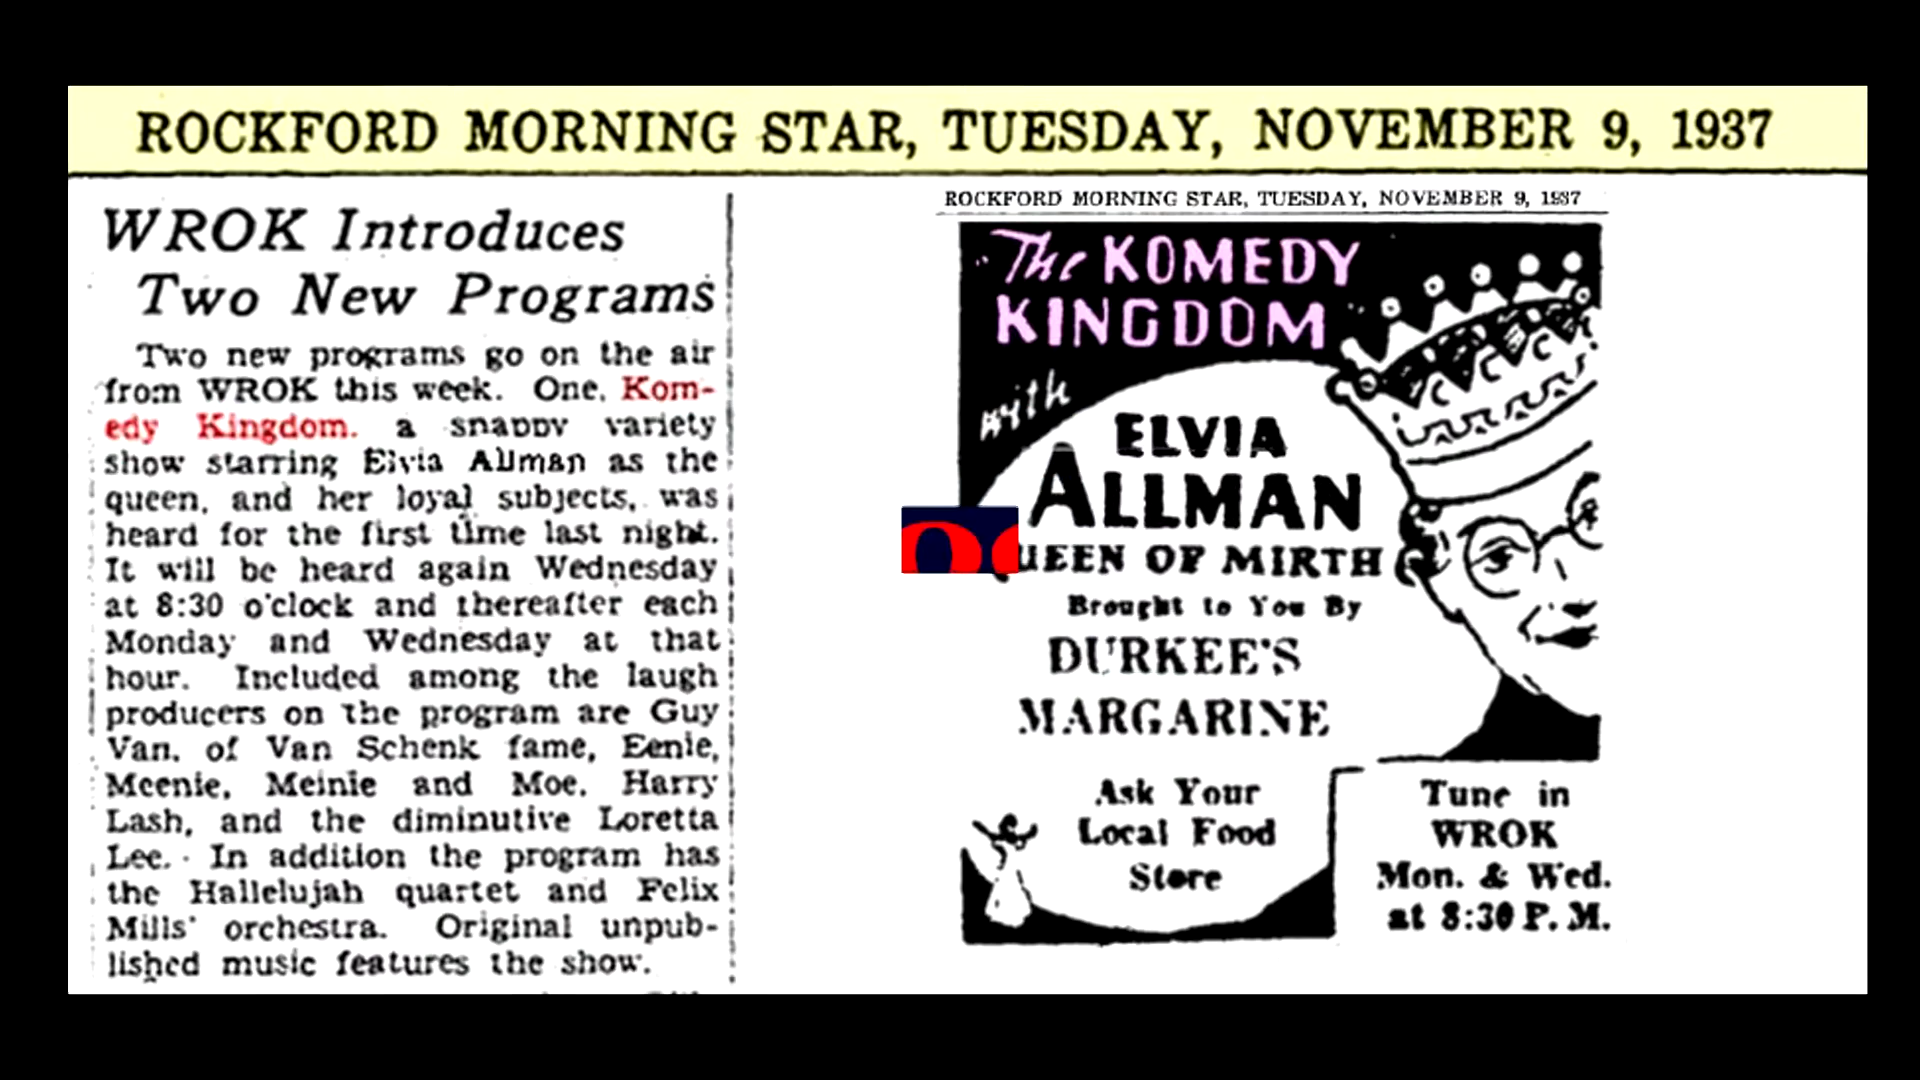 ROCKFORD MORNING STAR, TUESDAY, NOVEMBER 9, 1937
WROK Introduces
Two New Programs
Two new programs go on the air
from WROK this week. One, Kom-
edy Kingdom. a snappy variety
show starring Elvia Allman as the
queen, and her loyal subjects, was
heard for the first time last night.
It will be heard again Wednesday
at 8:30 o'clock and thereafter each
Monday and Wednesday at that
hour. Included among the laugh
producers on the program are Guy
Van, of Van Schenk fame, Eenie,
Meenie, Meinie and Moe, Harry
Lash, and the diminutive Loretta
Lee. In addition the program has
the Hallelujah quartet and Felix
Mills' orchestra. Original unpub-
lished music features the show.
ROCKFORD MORNING STAR, TUESDAY, NOVEMBER 9, 1937
The KOMEDY
KINGDOM
with
ELVIA
ALLMAN
UEEN OF MIRTH
Brought to You By
DURKEE'S
MARGARINE
Ask Your
Local Food
Store
Tune in
WROK
Mon. & Wed.
at 8:30 P. M.